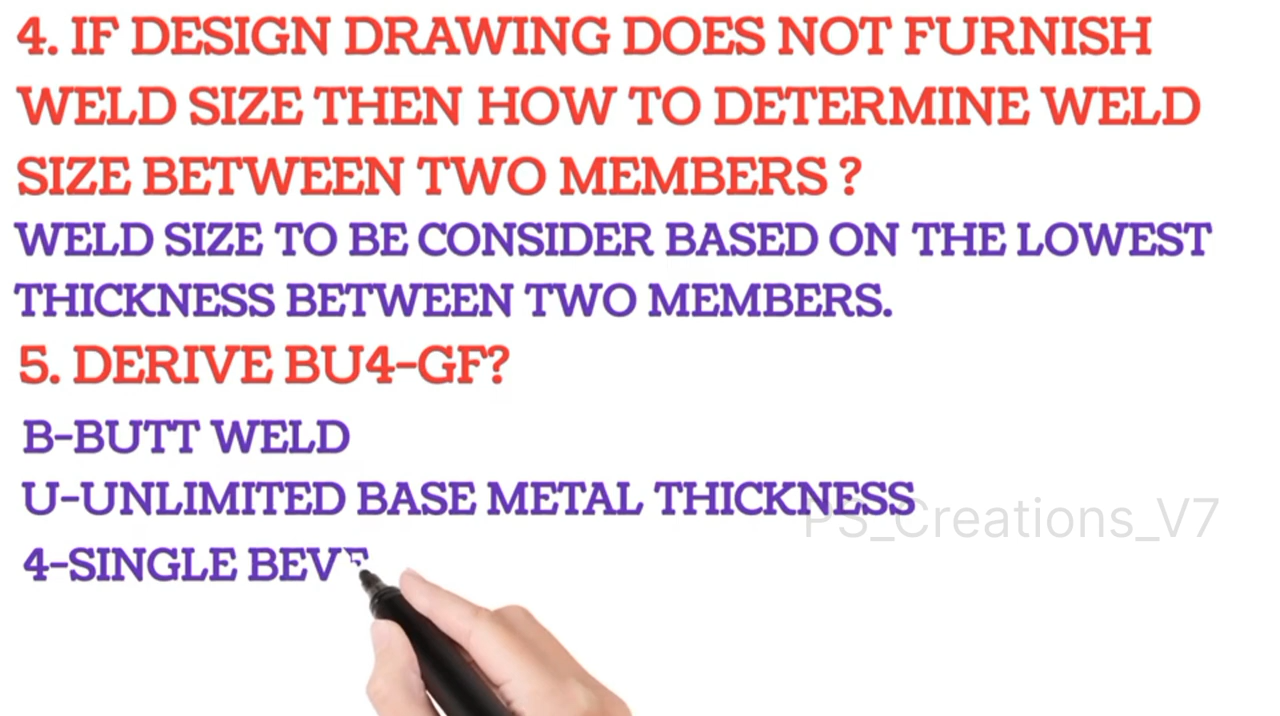 4. IF DESIGN DRAWING DOES NOT FURNISH
WELD SIZE THEN HOW TO DETERMINE WELD
SIZE BETWEEN TWO MEMBERS ?
WELD SIZE TO BE CONSIDER BASED ON THE LOWEST
THICKNESS BETWEEN TWO MEMBERS.
5. DERIVE BU4-GF?
B-BUTT WELD
U-UNLIMITED BASE METAL THICKNESS
PS_Creations_V7
4-SINGLE BEVE